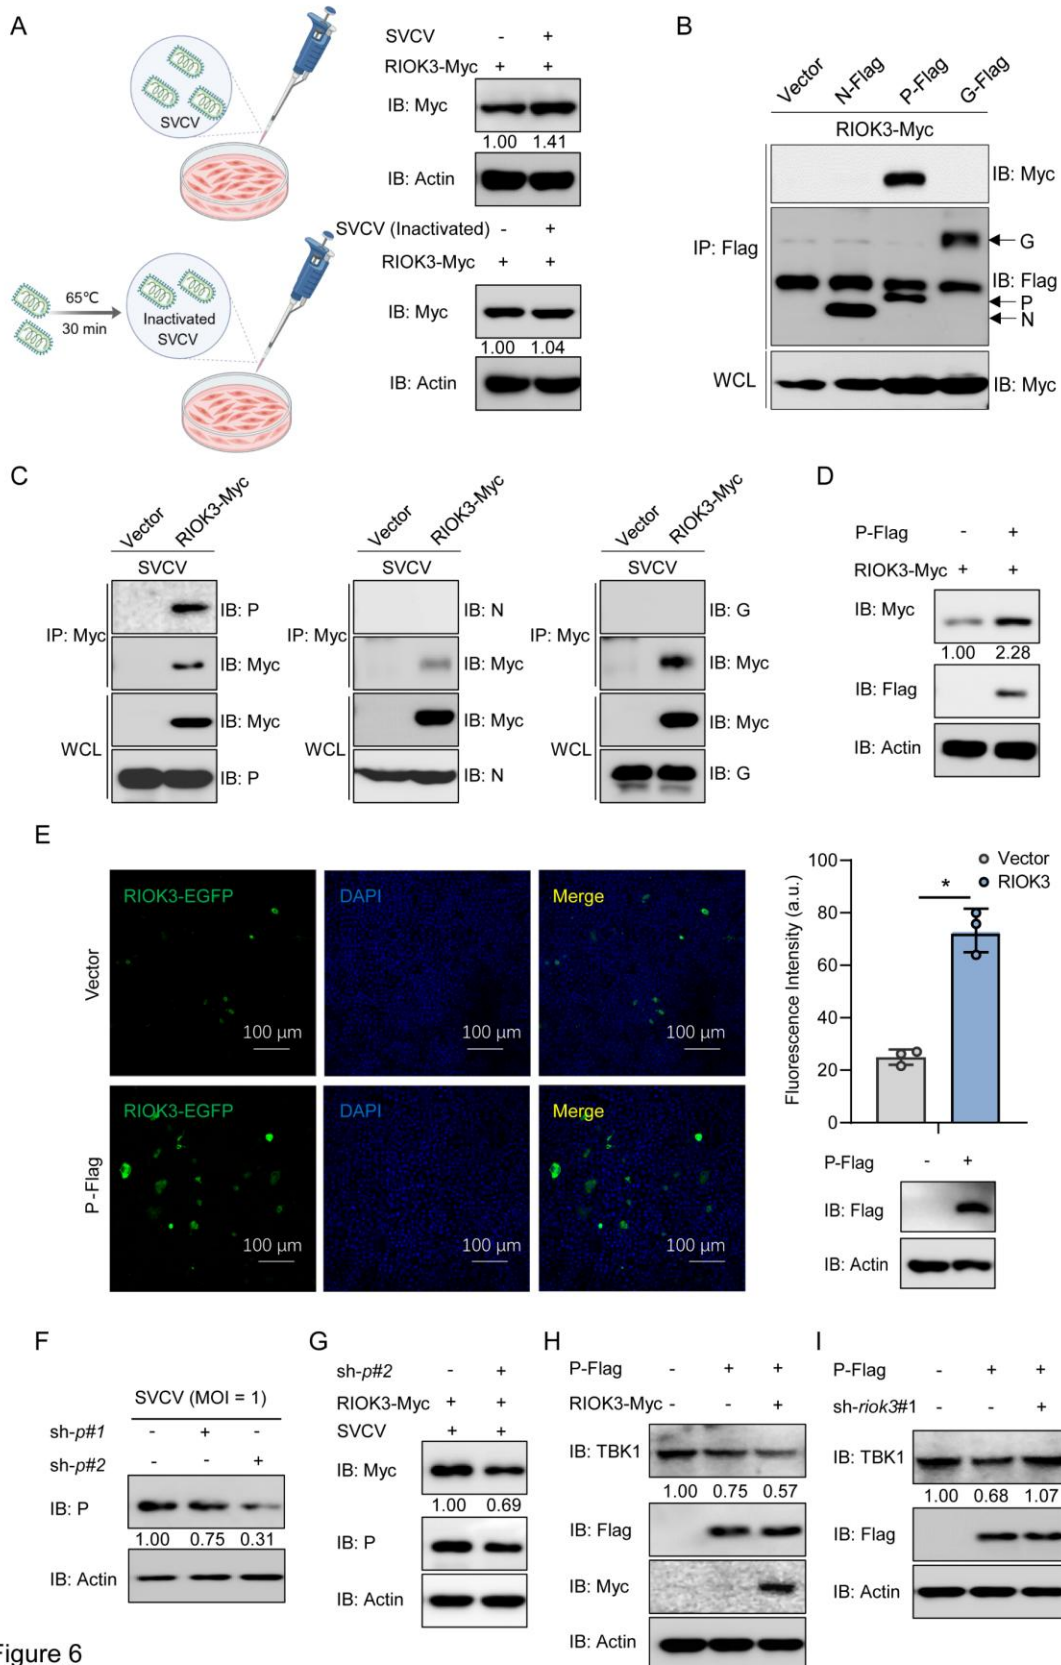 A
SVCV
SVCV - +
RIOK3-Myc + +
IB: Myc
1.00 1.41
IB: Actin
65℃
30 min
Inactivated
SVCV
SVCV (Inactivated) - +
RIOK3-Myc + +
IB: Myc
1.00 1.04
IB: Actin
B
Vector N-Flag P-Flag G-Flag
RIOK3-Myc
IB: Myc
IP: Flag
G
IB: Flag
P
N
WCL
IB: Myc
C
Vector RIOK3-Myc
SVCV
IP: Myc
IB: P
IB: Myc
WCL
IB: Myc
IB: P
Vector RIOK3-Myc
SVCV
IP: Myc
IB: N
IB: Myc
WCL
IB: Myc
IB: N
Vector RIOK3-Myc
SVCV
IP: Myc
IB: G
IB: Myc
WCL
IB: Myc
IB: G
D
P-Flag - +
RIOK3-Myc + +
IB: Myc
1.00 2.28
IB: Flag
IB: Actin
E
Vector
RIOK3-EGFP DAPI Merge
100 μm 100 μm 100 μm
P-Flag
RIOK3-EGFP DAPI Merge
100 μm 100 μm 100 μm
Fluorescence Intensity (a.u.)
100
80
60
40
20
0
*
Vector
RIOK3
P-Flag - +
IB: Flag
IB: Actin
F
SVCV (MOI = 1)
sh-p#1 - + -
sh-p#2 - - +
IB: P
1.00 0.75 0.31
IB: Actin
G
sh-p#2 - +
RIOK3-Myc + +
SVCV + +
IB: Myc
1.00 0.69
IB: P
IB: Actin
H
P-Flag - + +
RIOK3-Myc - - +
IB: TBK1
1.00 0.75 0.57
IB: Flag
IB: Myc
IB: Actin
I
P-Flag - + +
sh-riok3#1 - - +
IB: TBK1
1.00 0.68 1.07
IB: Flag
IB: Actin
Figure 6